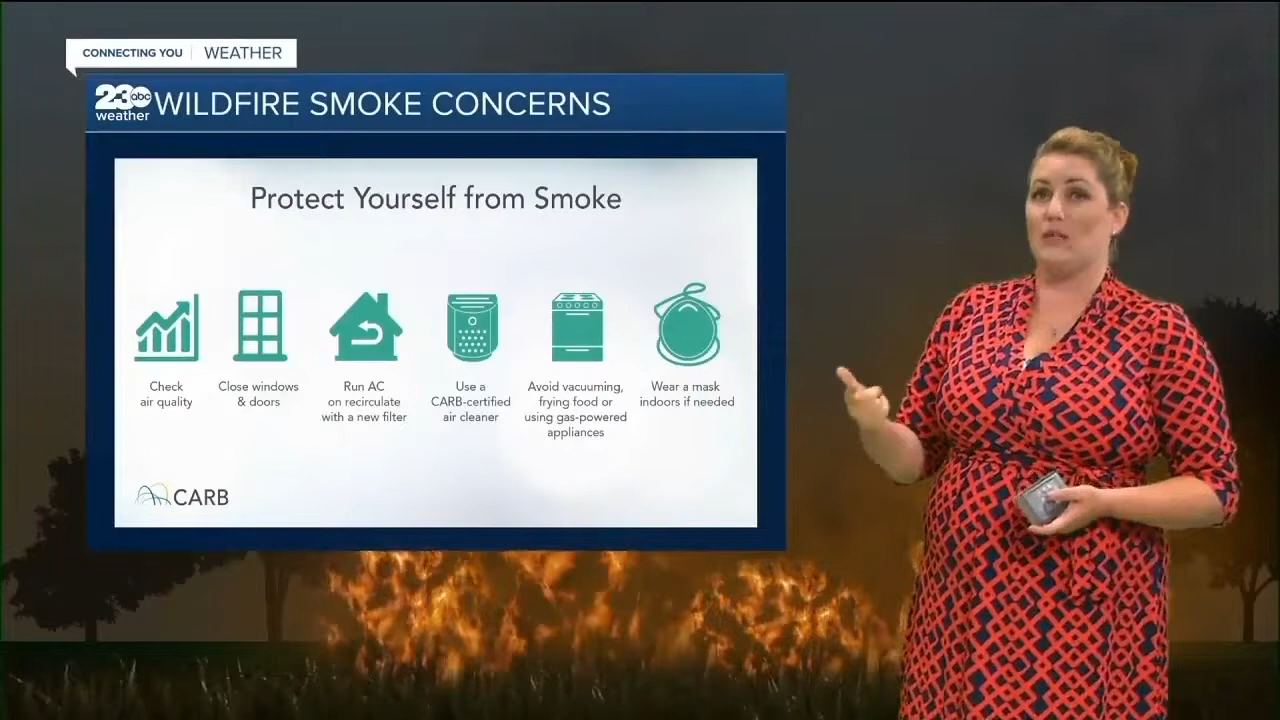 CONNECTING YOU WEATHER
23 abc
weather
WILDFIRE SMOKE CONCERNS
Protect Yourself from Smoke
Check
air quality
Close windows
& doors
Run AC
on recirculate
with a new filter
Use a
CARB-certified
air cleaner
Avoid vacuuming,
frying food or
using gas-powered
appliances
Wear a mask
indoors if needed
CARB